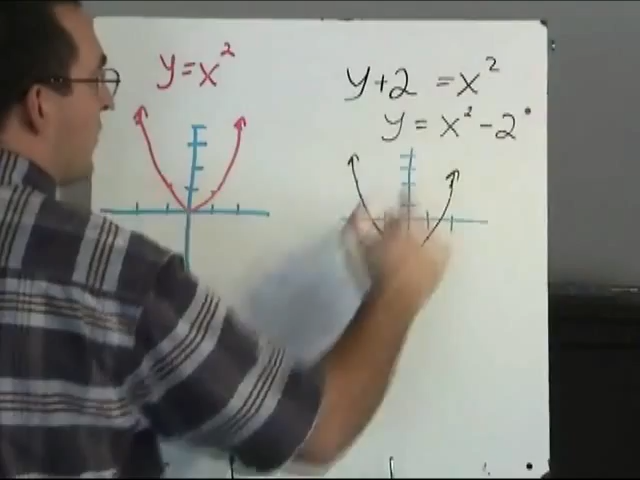 y=x²
y+2 =x²
y = x²-2